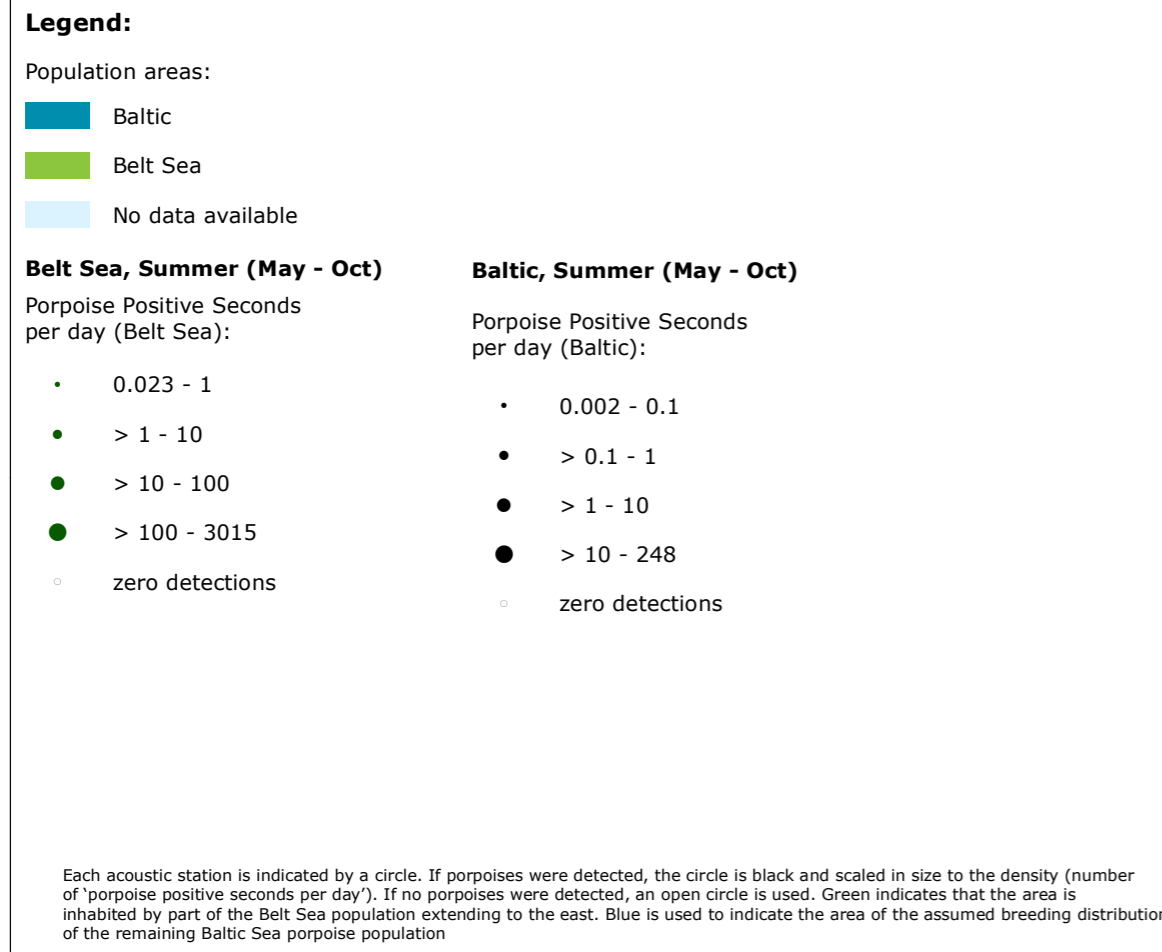 Legend:
Population areas:
Baltic
Belt Sea
No data available
Belt Sea, Summer (May - Oct)
Porpoise Positive Seconds
per day (Belt Sea):
0.023 - 1
> 1 - 10
> 10 - 100
> 100 - 3015
zero detections
Baltic, Summer (May - Oct)
Porpoise Positive Seconds
per day (Baltic):
0.002 - 0.1
> 0.1 - 1
> 1 - 10
> 10 - 248
zero detections
Each acoustic station is indicated by a circle. If porpoises were detected, the circle is black and scaled in size to the density (number
of ‘porpoise positive seconds per day’). If no porpoises were detected, an open circle is used. Green indicates that the area is
inhabited by part of the Belt Sea population extending to the east. Blue is used to indicate the area of the assumed breeding distribution
of the remaining Baltic Sea porpoise population